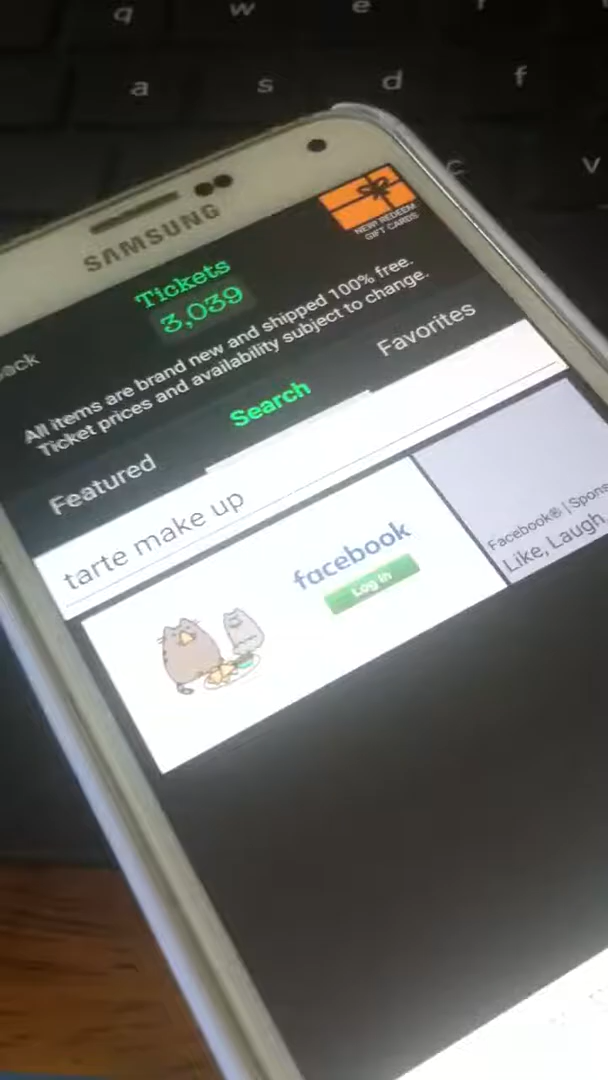 q w e
a s d f
c v
SAMSUNG
NEW! REDEEM
GIFT CARDS
Tickets
3,039
back
All items are brand new and shipped 100% free.
Ticket prices and availability subject to change.
Featured Search Favorites
tarte make up
facebook
Log In
Facebook® | Spons
Like, Laugh,